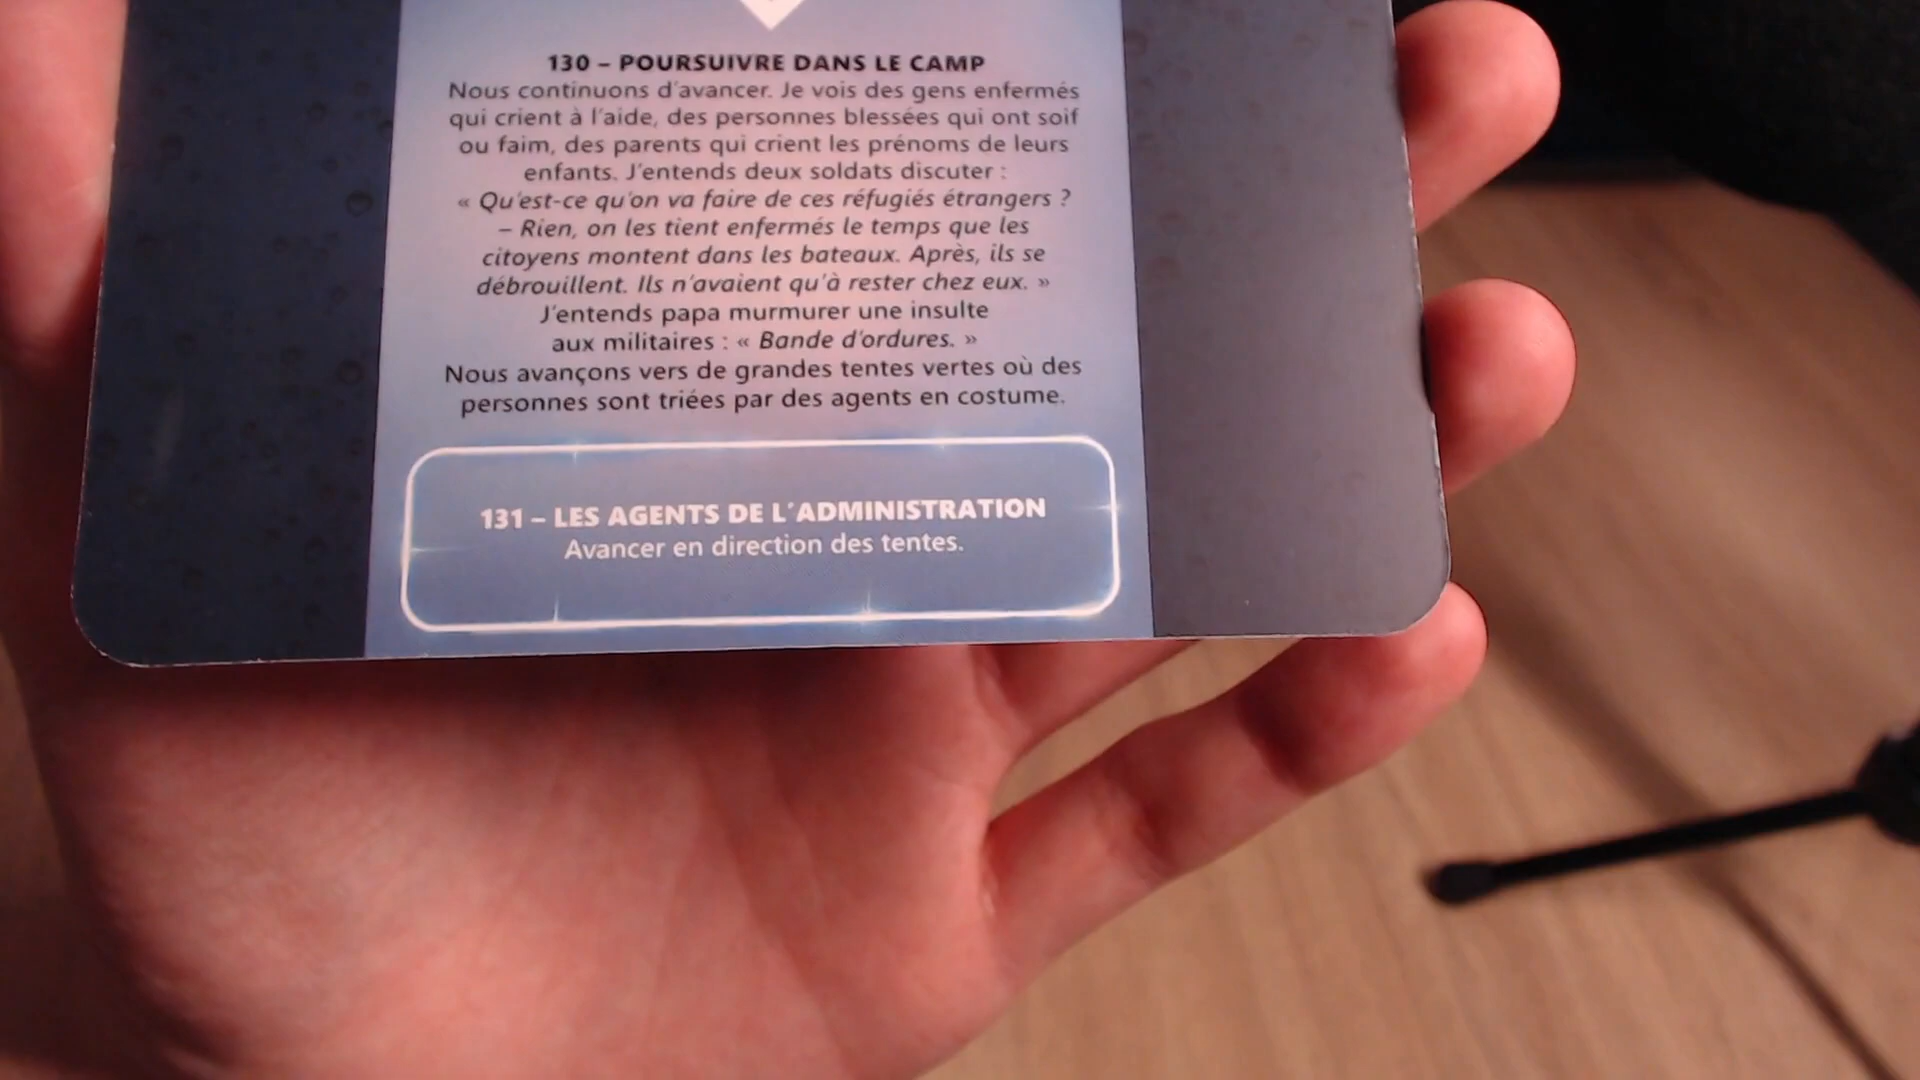 130 – POURSUIVRE DANS LE CAMP
Nous continuons d'avancer. Je vois des gens enfermés
qui crient à l'aide, des personnes blessées qui ont soif
ou faim, des parents qui crient les prénoms de leurs
enfants. J'entends deux soldats discuter :
« Qu'est-ce qu'on va faire de ces réfugiés étrangers ?
– Rien, on les tient enfermés le temps que les
citoyens montent dans les bateaux. Après, ils se
débrouillent. Ils n'avaient qu'à rester chez eux. »
J'entends papa murmurer une insulte
aux militaires : « Bande d'ordures. »
Nous avançons vers de grandes tentes vertes où des
personnes sont triées par des agents en costume.
131 – LES AGENTS DE L'ADMINISTRATION
Avancer en direction des tentes.